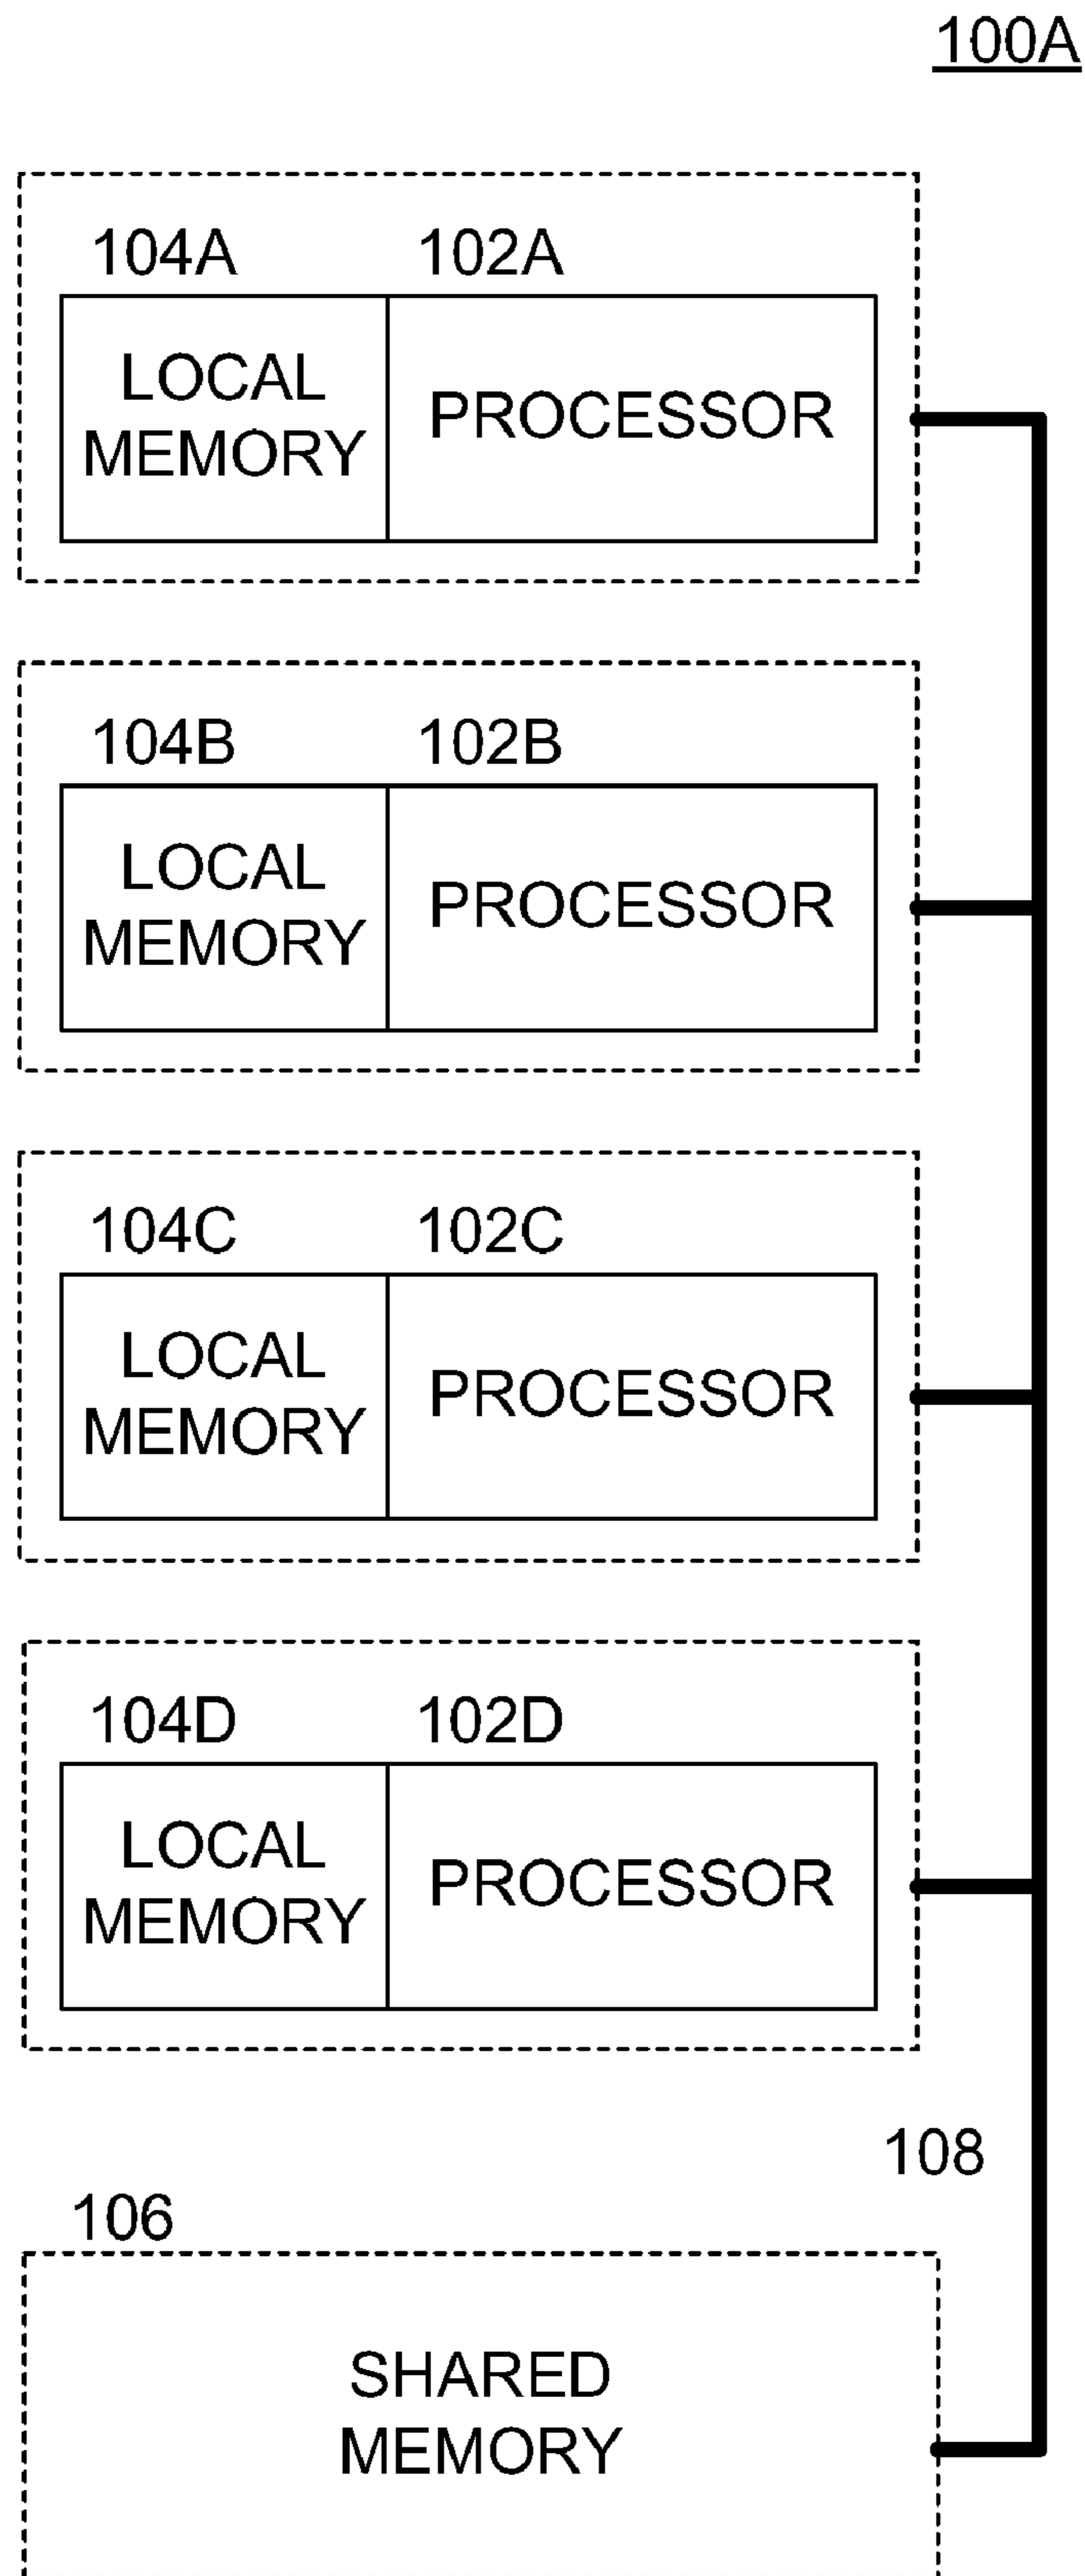 100A
104A 102A
LOCAL
MEMORY
PROCESSOR
104B 102B
LOCAL
MEMORY
PROCESSOR
104C 102C
LOCAL
MEMORY
PROCESSOR
104D 102D
LOCAL
MEMORY
PROCESSOR
108
106
SHARED
MEMORY